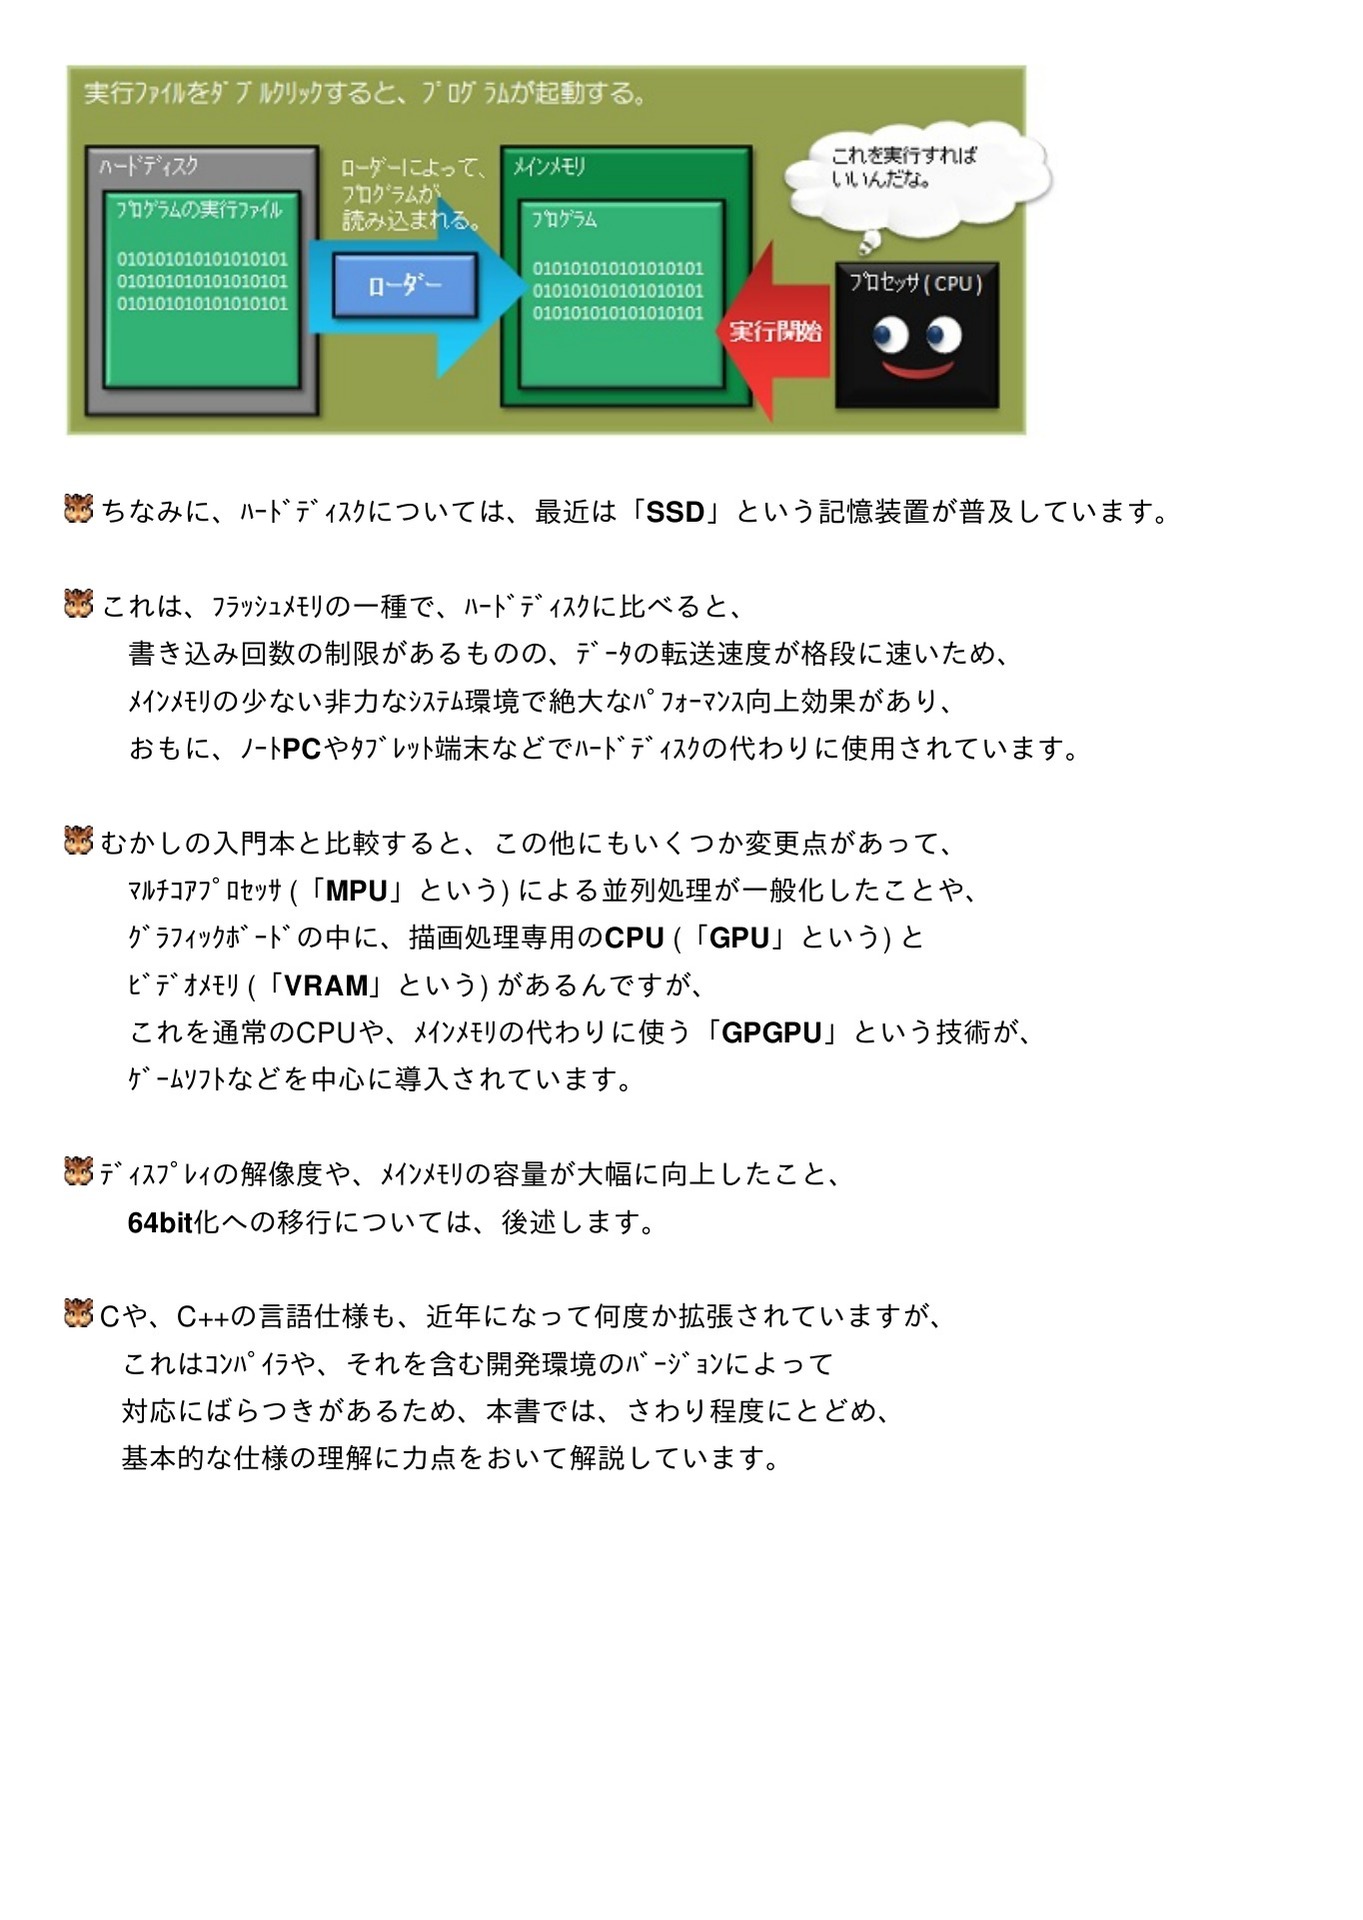 実行ﾌｧｲﾙをﾀﾞﾌﾞﾙｸﾘｯｸすると、ﾌﾟﾛｸﾞﾗﾑが起動する。
ﾊｰﾄﾞﾃﾞｨｽｸ
ﾌﾟﾛｸﾞﾗﾑの実行ﾌｧｲﾙ
010101010101010101
010101010101010101
010101010101010101
ﾛｰﾀﾞｰによって、
ﾌﾟﾛｸﾞﾗﾑが
読み込まれる。
ﾛｰﾀﾞｰ
ﾒｲﾝﾒﾓﾘ
ﾌﾟﾛｸﾞﾗﾑ
010101010101010101
010101010101010101
010101010101010101
実行開始
これを実行すれば
いいんだな。
ﾌﾟﾛｾｯｻ ( CPU )
ちなみに、ﾊｰﾄﾞﾃﾞｨｽｸについては、最近は「SSD」という記憶装置が普及しています。
これは、ﾌﾗｯｼｭﾒﾓﾘの一種で、ﾊｰﾄﾞﾃﾞｨｽｸに比べると、
書き込み回数の制限があるものの、ﾃﾞｰﾀの転送速度が格段に速いため、
ﾒｲﾝﾒﾓﾘの少ない非力なｼｽﾃﾑ環境で絶大なﾊﾟﾌｫｰﾏﾝｽ向上効果があり、
おもに、ﾉｰﾄPCやﾀﾌﾞﾚｯﾄ端末などでﾊｰﾄﾞﾃﾞｨｽｸの代わりに使用されています。
むかしの入門本と比較すると、この他にもいくつか変更点があって、
ﾏﾙﾁｺｱﾌﾟﾛｾｯｻ (「MPU」という) による並列処理が一般化したことや、
ｸﾞﾗﾌｨｯｸﾎﾞｰﾄﾞの中に、描画処理専用のCPU (「GPU」という) と
ﾋﾞﾃﾞｵﾒﾓﾘ (「VRAM」という) があるんですが、
これを通常のCPUや、ﾒｲﾝﾒﾓﾘの代わりに使う「GPGPU」という技術が、
ｹﾞｰﾑｿﾌﾄなどを中心に導入されています。
ﾃﾞｨｽﾌﾟﾚｨの解像度や、ﾒｲﾝﾒﾓﾘの容量が大幅に向上したこと、
64bit化への移行については、後述します。
Cや、C++の言語仕様も、近年になって何度か拡張されていますが、
これはｺﾝﾊﾟｲﾗや、それを含む開発環境のﾊﾞｰｼﾞｮﾝによって
対応にばらつきがあるため、本書では、さわり程度にとどめ、
基本的な仕様の理解に力点をおいて解説しています。